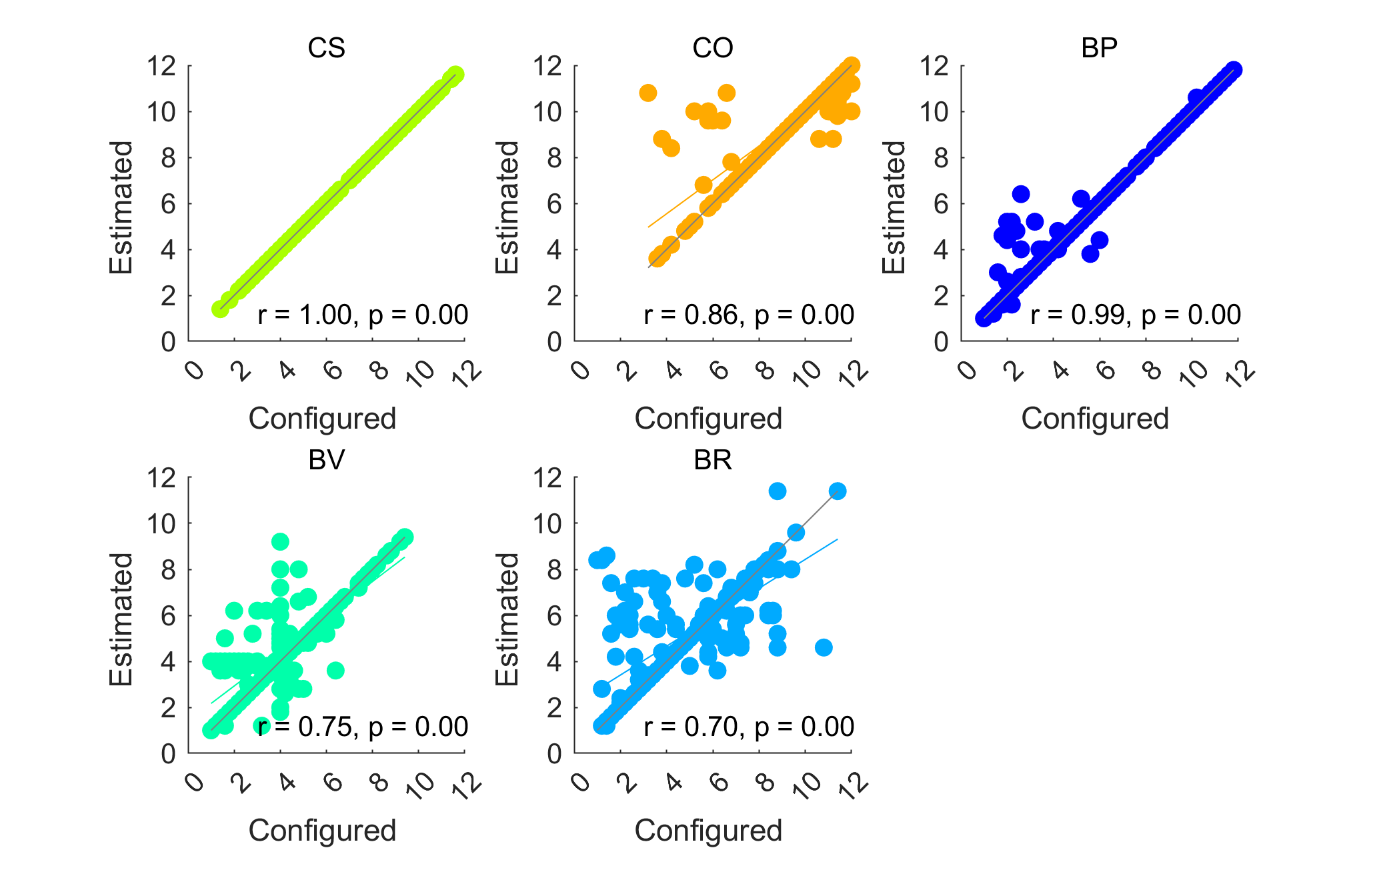 CS
12
10
8
6
4
2
0
Estimated
r = 1.00, p = 0.00
0 2 4 6 8 10 12
Configured
CO
12
10
8
6
4
2
0
Estimated
r = 0.86, p = 0.00
0 2 4 6 8 10 12
Configured
BP
12
10
8
6
4
2
0
Estimated
r = 0.99, p = 0.00
0 2 4 6 8 10 12
Configured
BV
12
10
8
6
4
2
0
Estimated
r = 0.75, p = 0.00
0 2 4 6 8 10 12
Configured
BR
12
10
8
6
4
2
0
Estimated
r = 0.70, p = 0.00
0 2 4 6 8 10 12
Configured